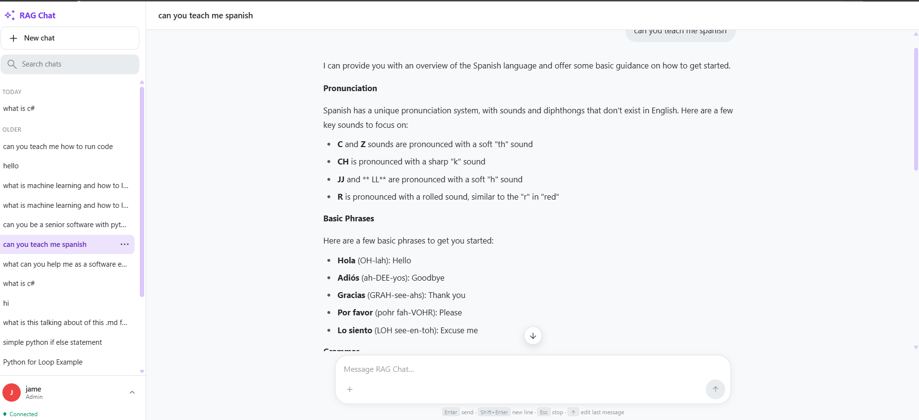 RAG Chat
New chat
Search chats
TODAY
what is c#
OLDER
can you teach me how to run code
hello
what is machine learning and how to l...
what is machine learning and how to l...
can you be a senior software with pyt...
can you teach me spanish
what can you help me as a software e...
what is c#
hi
what is this talking about of this .md f...
simple python if else statement
Python for Loop Example
J
jame
Admin
Connected
can you teach me spanish
can you teach me spanish
I can provide you with an overview of the Spanish language and offer some basic guidance on how to get started.
Pronunciation
Spanish has a unique pronunciation system, with sounds and diphthongs that don't exist in English. Here are a few
key sounds to focus on:
• C and Z sounds are pronounced with a soft "th" sound
• CH is pronounced with a sharp "k" sound
• JJ and ** LL** are pronounced with a soft "h" sound
• R is pronounced with a rolled sound, similar to the "r" in "red"
Basic Phrases
Here are a few basic phrases to get you started:
• Hola (OH-lah): Hello
• Adiós (ah-DEE-yos): Goodbye
• Gracias (GRAH-see-ahs): Thank you
• Por favor (pohr fah-VOHR): Please
• Lo siento (LOH see-en-toh): Excuse me
Message RAG Chat...
Enter send · Shift+Enter new line · Esc stop · ↑ edit last message